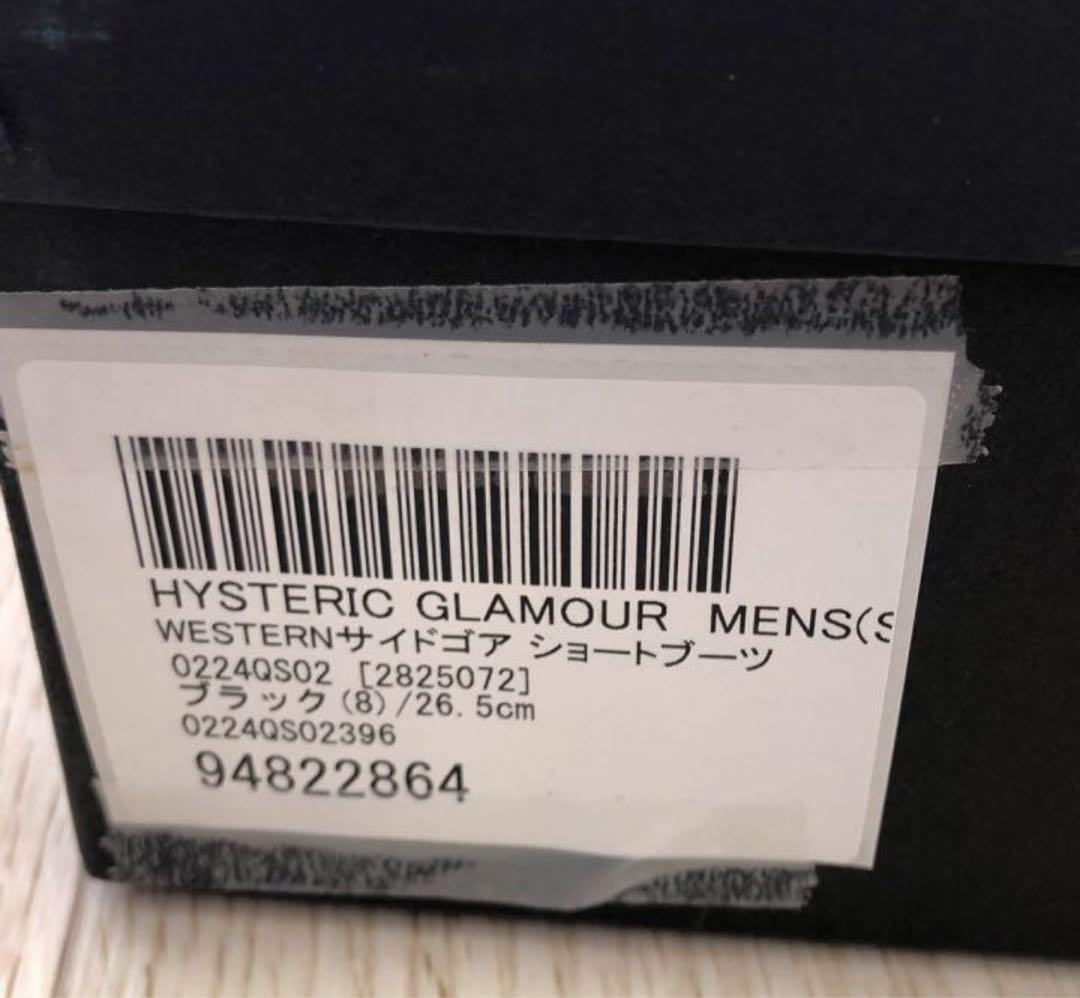 HYSTERIC GLAMOUR MENS(S
WESTERNサイドゴア ショートブーツ
0224QS02 [2825072]
ブラック(8)/26.5cm
0224QS02396
94822864